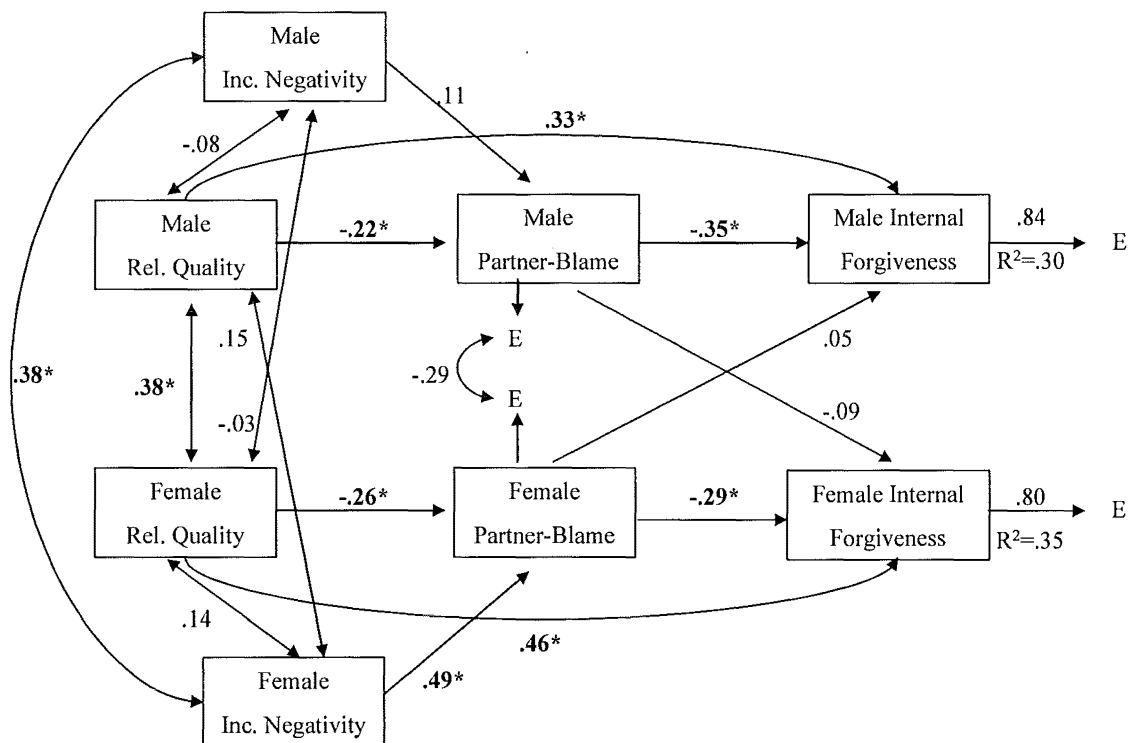 Male
Inc. Negativity
.11
.33*
-.08
Male
Rel. Quality
-.22*
Male
Partner-Blame
-.35*
Male Internal
Forgiveness
.84
R²=.30
E
.15
E
.05
.38*
.38*
-.29
E
-.03
-.09
Female
Rel. Quality
-.26*
Female
Partner-Blame
-.29*
Female Internal
Forgiveness
.80
R²=.35
E
.14
.46*
.49*
Female
Inc. Negativity